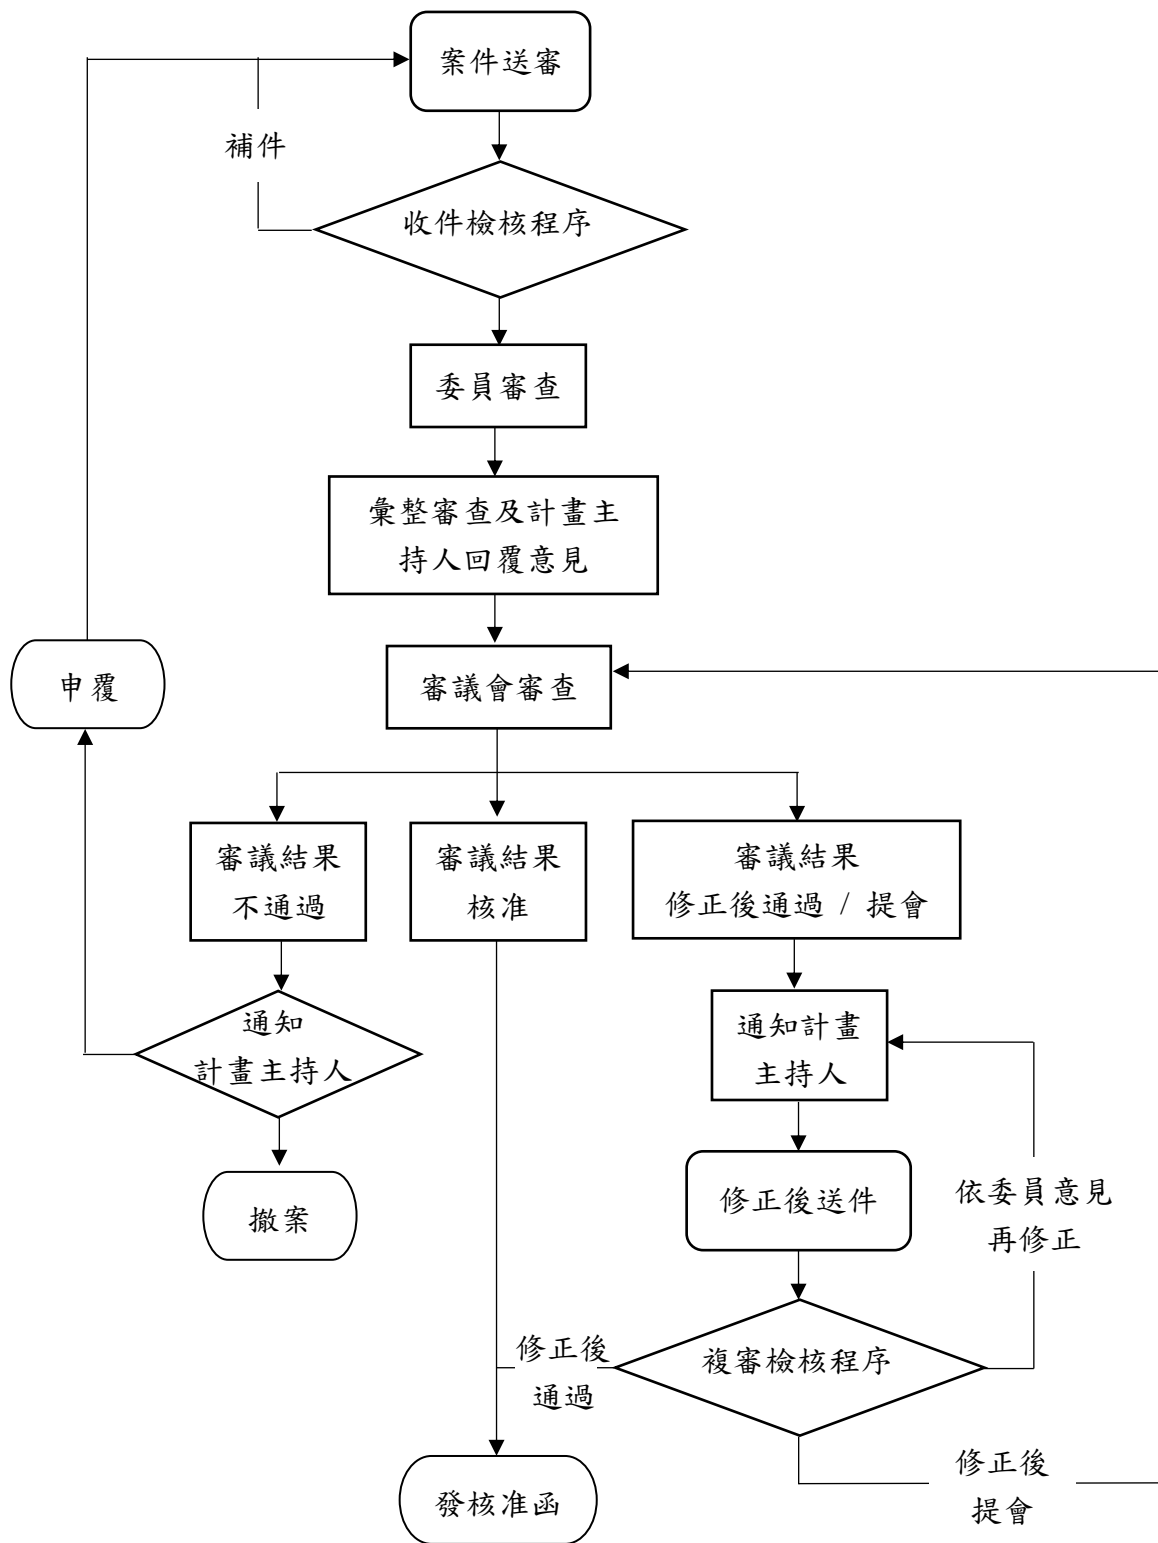 案件送審
補件
收件檢核程序
委員審查
彙整審查及計畫主
持人回覆意見
申覆
審議會審查
審議結果
不通過
審議結果
核准
審議結果
修正後通過 / 提會
通知
計畫主持人
通知計畫
主持人
撤案
修正後送件
依委員意見
再修正
修正後
通過
複審檢核程序
修正後
提會
發核准函